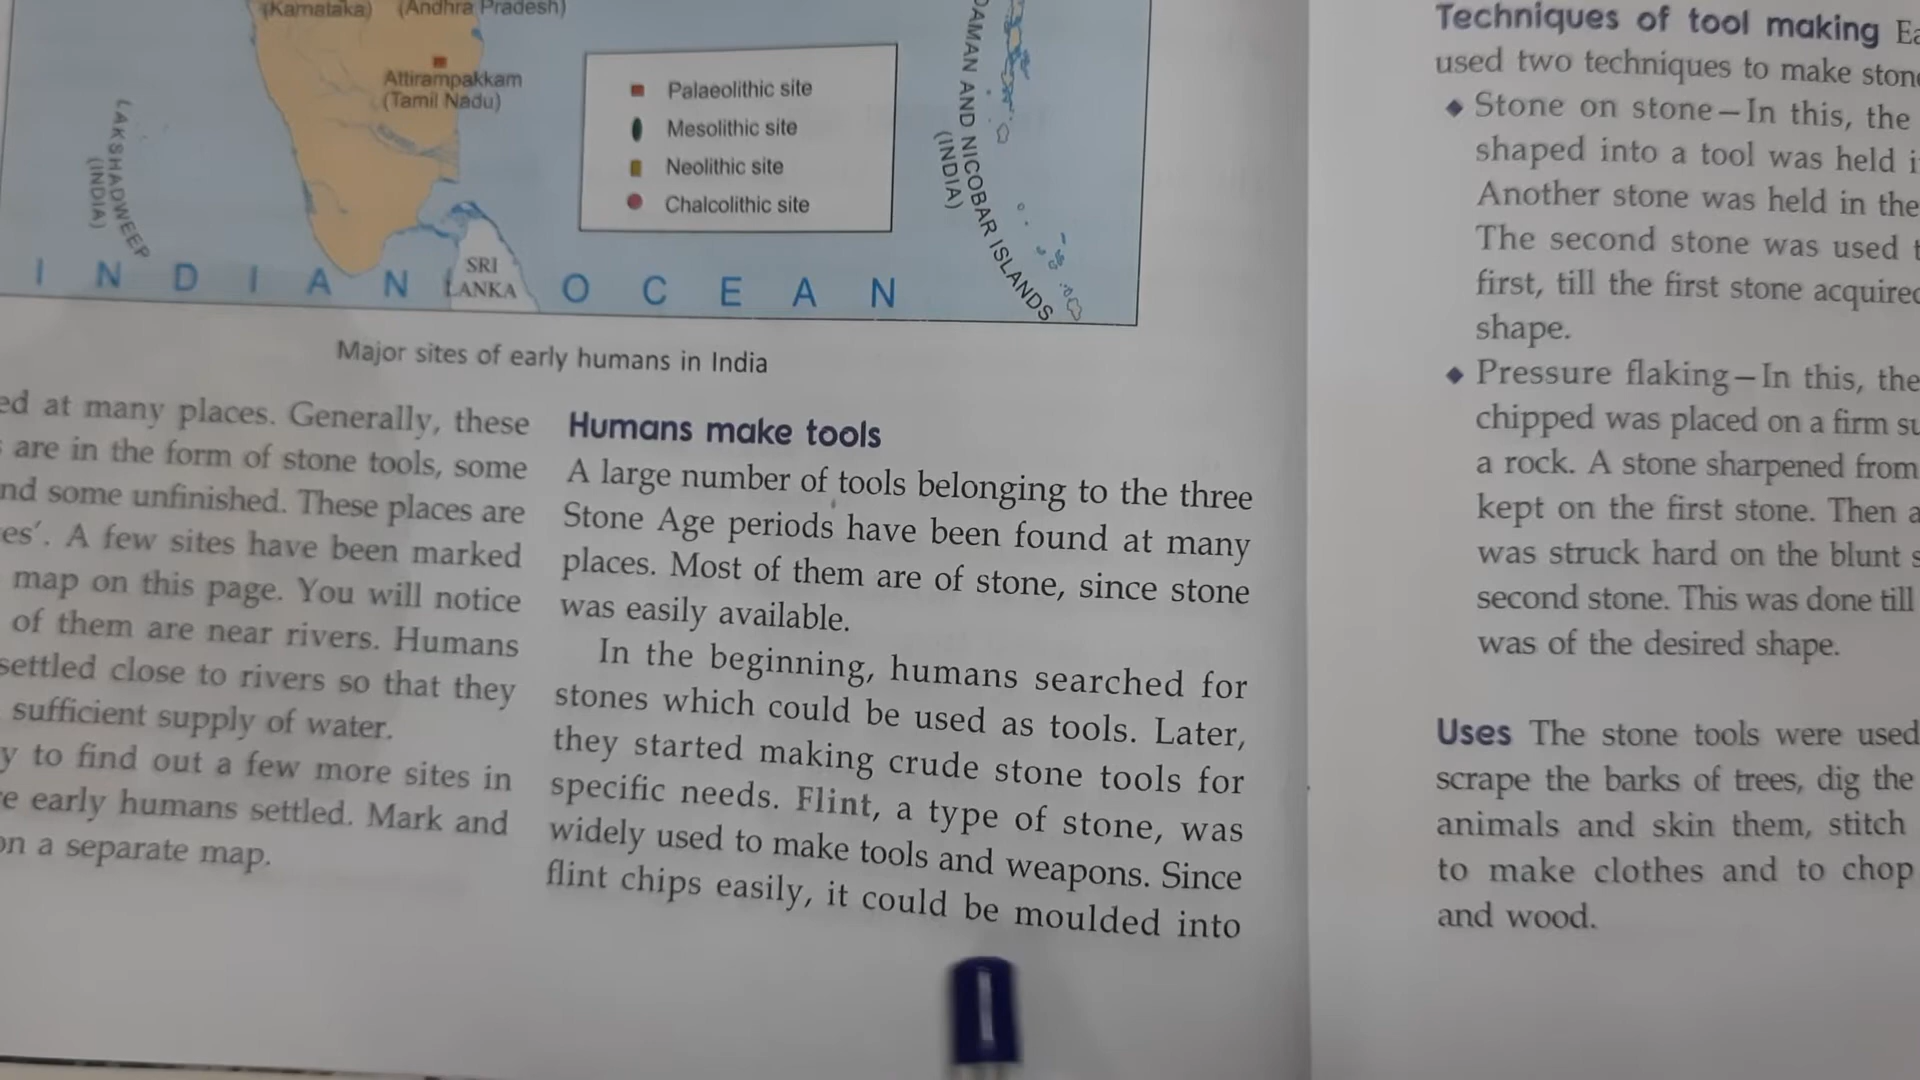 (Karnataka) (Andhra Pradesh)
Attirampakkam
(Tamil Nadu)
LAKSHADWEEP
(INDIA)
Palaeolithic site
Mesolithic site
Neolithic site
Chalcolithic site
AND NICOBAR ISLANDS
(INDIA)
SRI
LANKA
INDIAN OCEAN
Major sites of early humans in India
at many places. Generally, these
are in the form of stone tools, some
some unfinished. These places are
A few sites have been marked
map on this page. You will notice
of them are near rivers. Humans
settled close to rivers so that they
sufficient supply of water.
to find out a few more sites in
early humans settled. Mark and
on a separate map.
Humans make tools
A large number of tools belonging to the three
Stone Age periods have been found at many
places. Most of them are of stone, since stone
was easily available.
In the beginning, humans searched for
stones which could be used as tools. Later,
they started making crude stone tools for
specific needs. Flint, a type of stone, was
widely used to make tools and weapons. Since
flint chips easily, it could be moulded into
Techniques of tool making
used two techniques to make
◆ Stone on stone—In this, the
shaped into a tool was held
Another stone was held in the
The second stone was used
first, till the first stone acquired
shape.
◆ Pressure flaking—In this, the
chipped was placed on a firm
a rock. A stone sharpened from
kept on the first stone. Then a
was struck hard on the blunt
second stone. This was done till
was of the desired shape.
Uses The stone tools were used
scrape the barks of trees, dig the
animals and skin them, stitch
to make clothes and to chop
and wood.